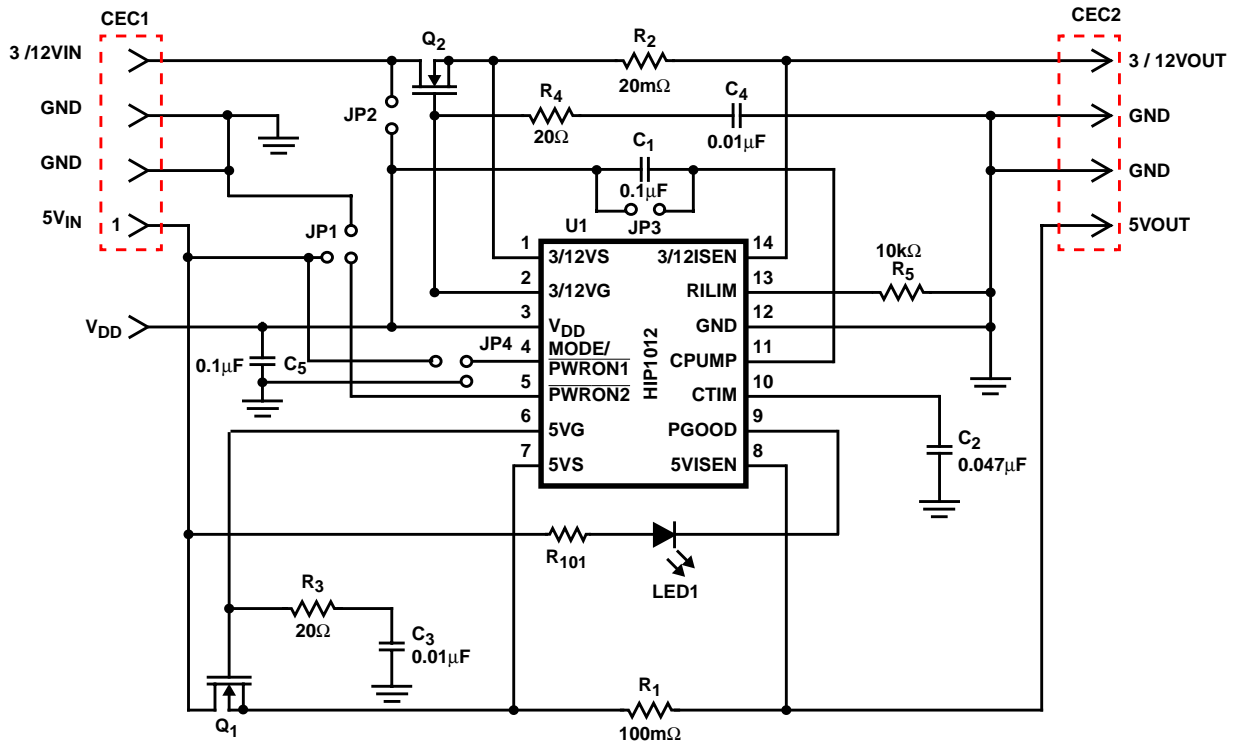 CEC1
CEC2
3 /12VIN
Q2
R2
20mΩ
3 / 12VOUT
GND
JP2
R4
20Ω
C4
0.01µF
GND
GND
C1
0.1µF
GND
5VIN
1
JP1
U1
JP3
5VOUT
1
3/12VS
3/12ISEN
14
10kΩ
R5
2
3/12VG
RILIM
13
VDD
3
VDD
GND
12
0.1µF
C5
JP4
4
MODE/
PWRON1
CPUMP
11
HIP1012
5
PWRON2
CTIM
10
6
5VG
PGOOD
9
C2
0.047µF
7
5VS
5VISEN
8
R101
LED1
R3
20Ω
C3
0.01µF
Q1
R1
100mΩ